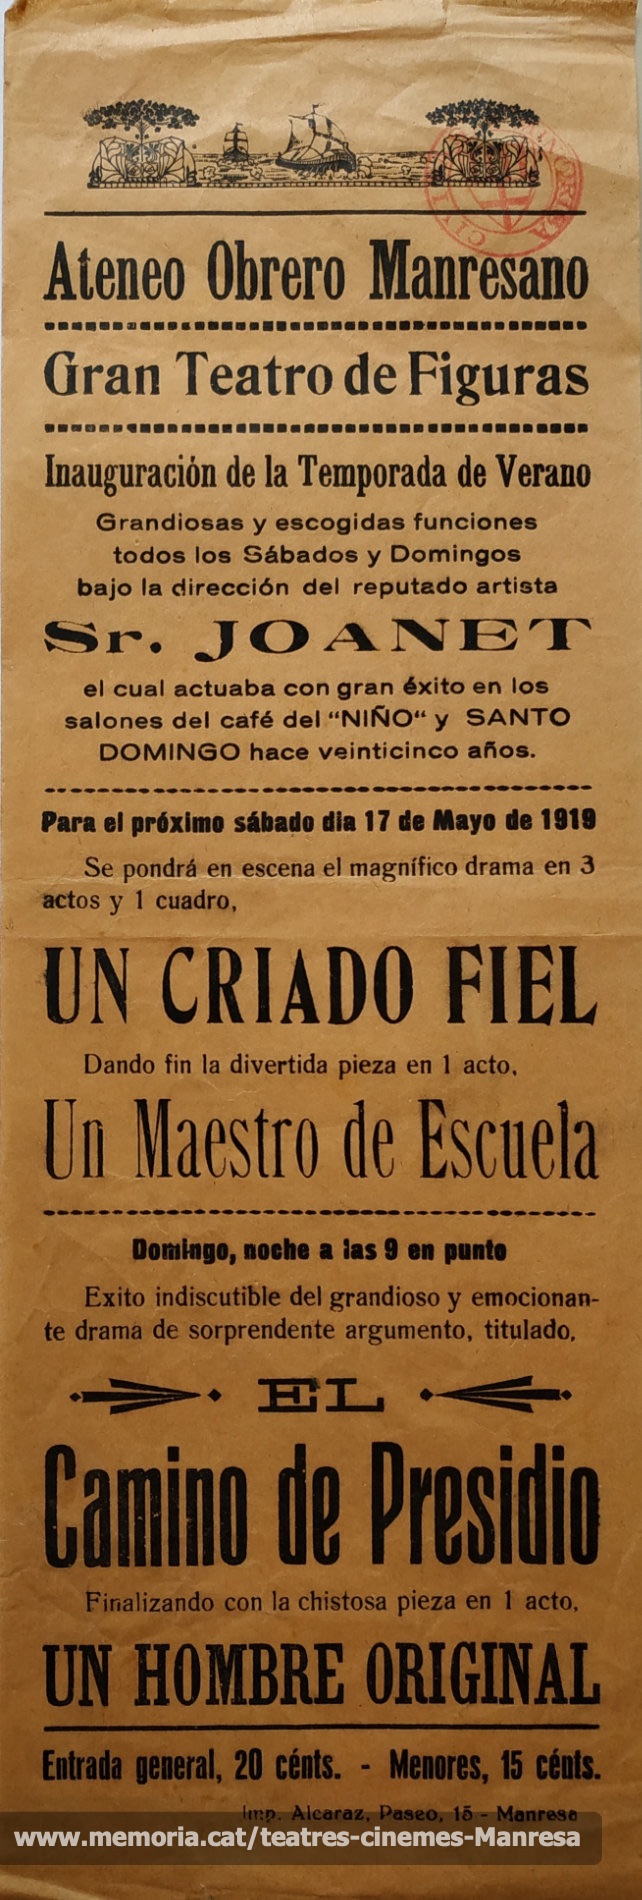 Ateneo Obrero Manresano
Gran Teatro de Figuras
Inauguración de la Temporada de Verano
Grandiosas y escogidas funciones
todos los Sábados y Domingos
bajo la dirección del reputado artista
Sr. JOANET
el cual actuaba con gran éxito en los
salones del café del "NIÑO" y SANTO
DOMINGO hace veinticinco años.
Para el próximo sábado dia 17 de Mayo de 1919
Se pondrá en escena el magnífico drama en 3
actos y 1 cuadro,
UN CRIADO FIEL
Dando fin la divertida pieza en 1 acto,
Un Maestro de Escuela
Domingo, noche a las 9 en punto
Exito indiscutible del grandioso y emocionan-
te drama de sorprendente argumento, titulado,
EL
Camino de Presidio
Finalizando con la chistosa pieza en 1 acto,
UN HOMBRE ORIGINAL
Entrada general, 20 cénts. - Menores, 15 cénts.
Imp. Alcaraz, Paseo, 15 - Manresa
www.memoria.cat/teatres-cinemes-Manresa